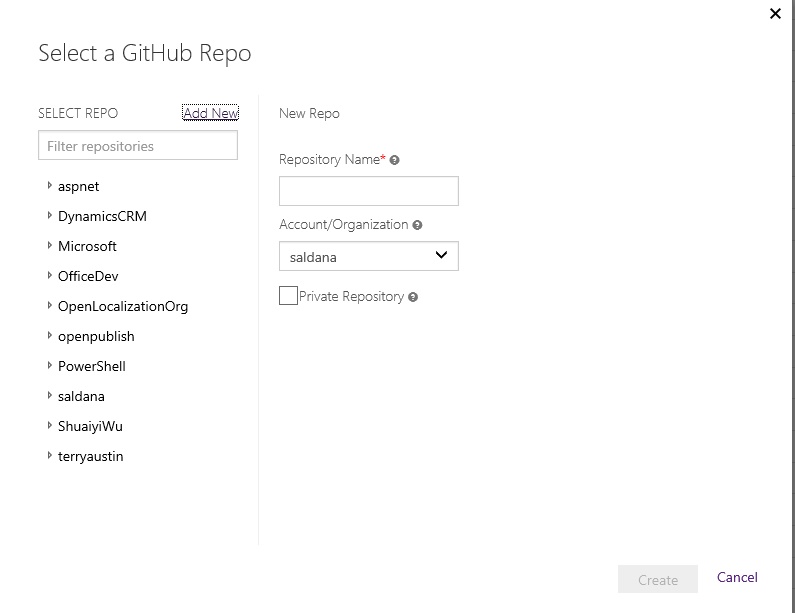 Select a GitHub Repo
SELECT REPO
Add New
Filter repositories
aspnet
DynamicsCRM
Microsoft
OfficeDev
OpenLocalizationOrg
openpublish
PowerShell
saldana
ShuaiyiWu
terryaustin
New Repo
Repository Name*
Account/Organization
saldana
Private Repository
Create
Cancel